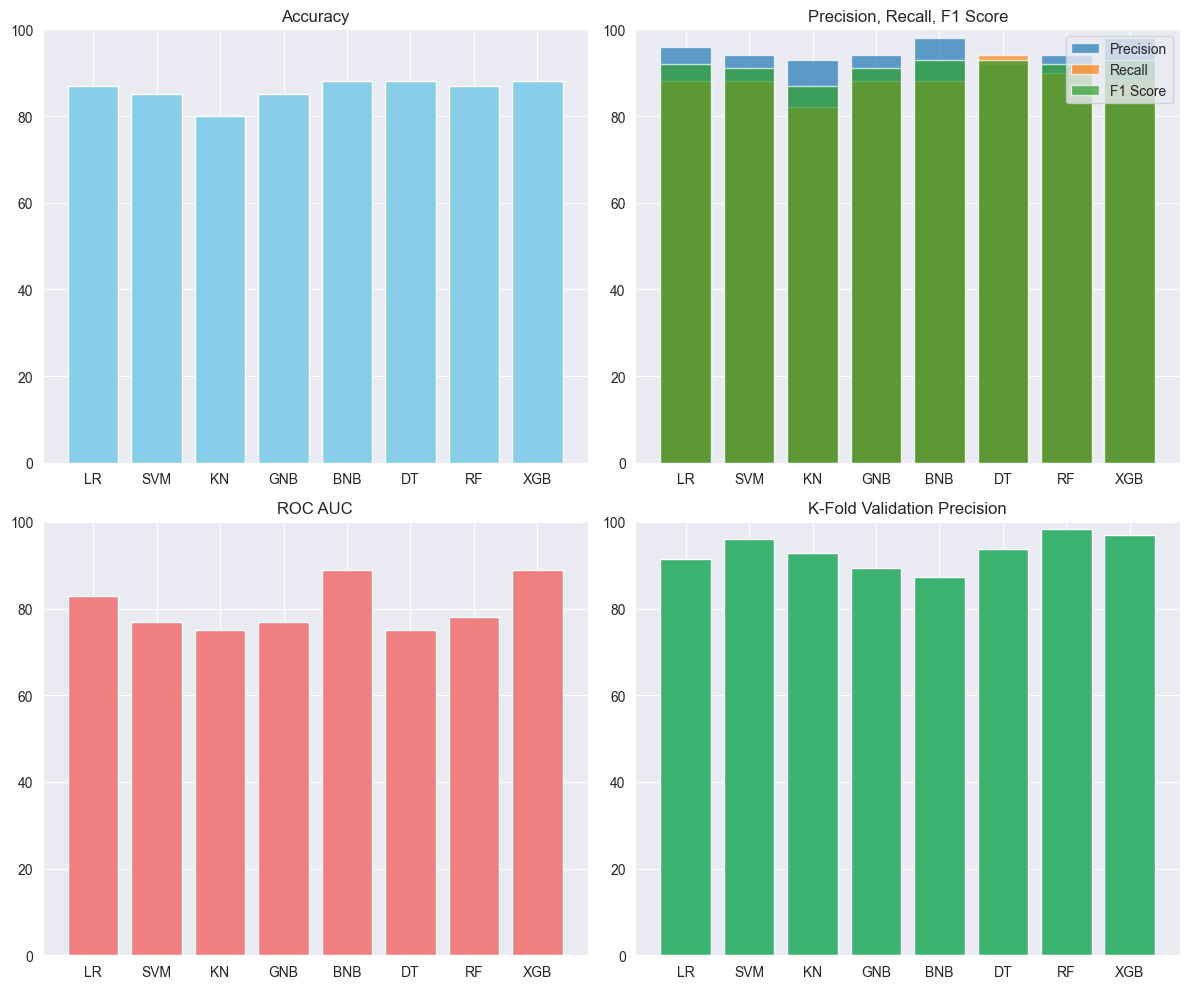 Accuracy
100
80
60
40
20
0
LR SVM KN GNB BNB DT RF XGB
Precision, Recall, F1 Score
Precision
Recall
F1 Score
100
80
60
40
20
0
LR SVM KN GNB BNB DT RF XGB
ROC AUC
100
80
60
40
20
0
LR SVM KN GNB BNB DT RF XGB
K-Fold Validation Precision
100
80
60
40
20
0
LR SVM KN GNB BNB DT RF XGB